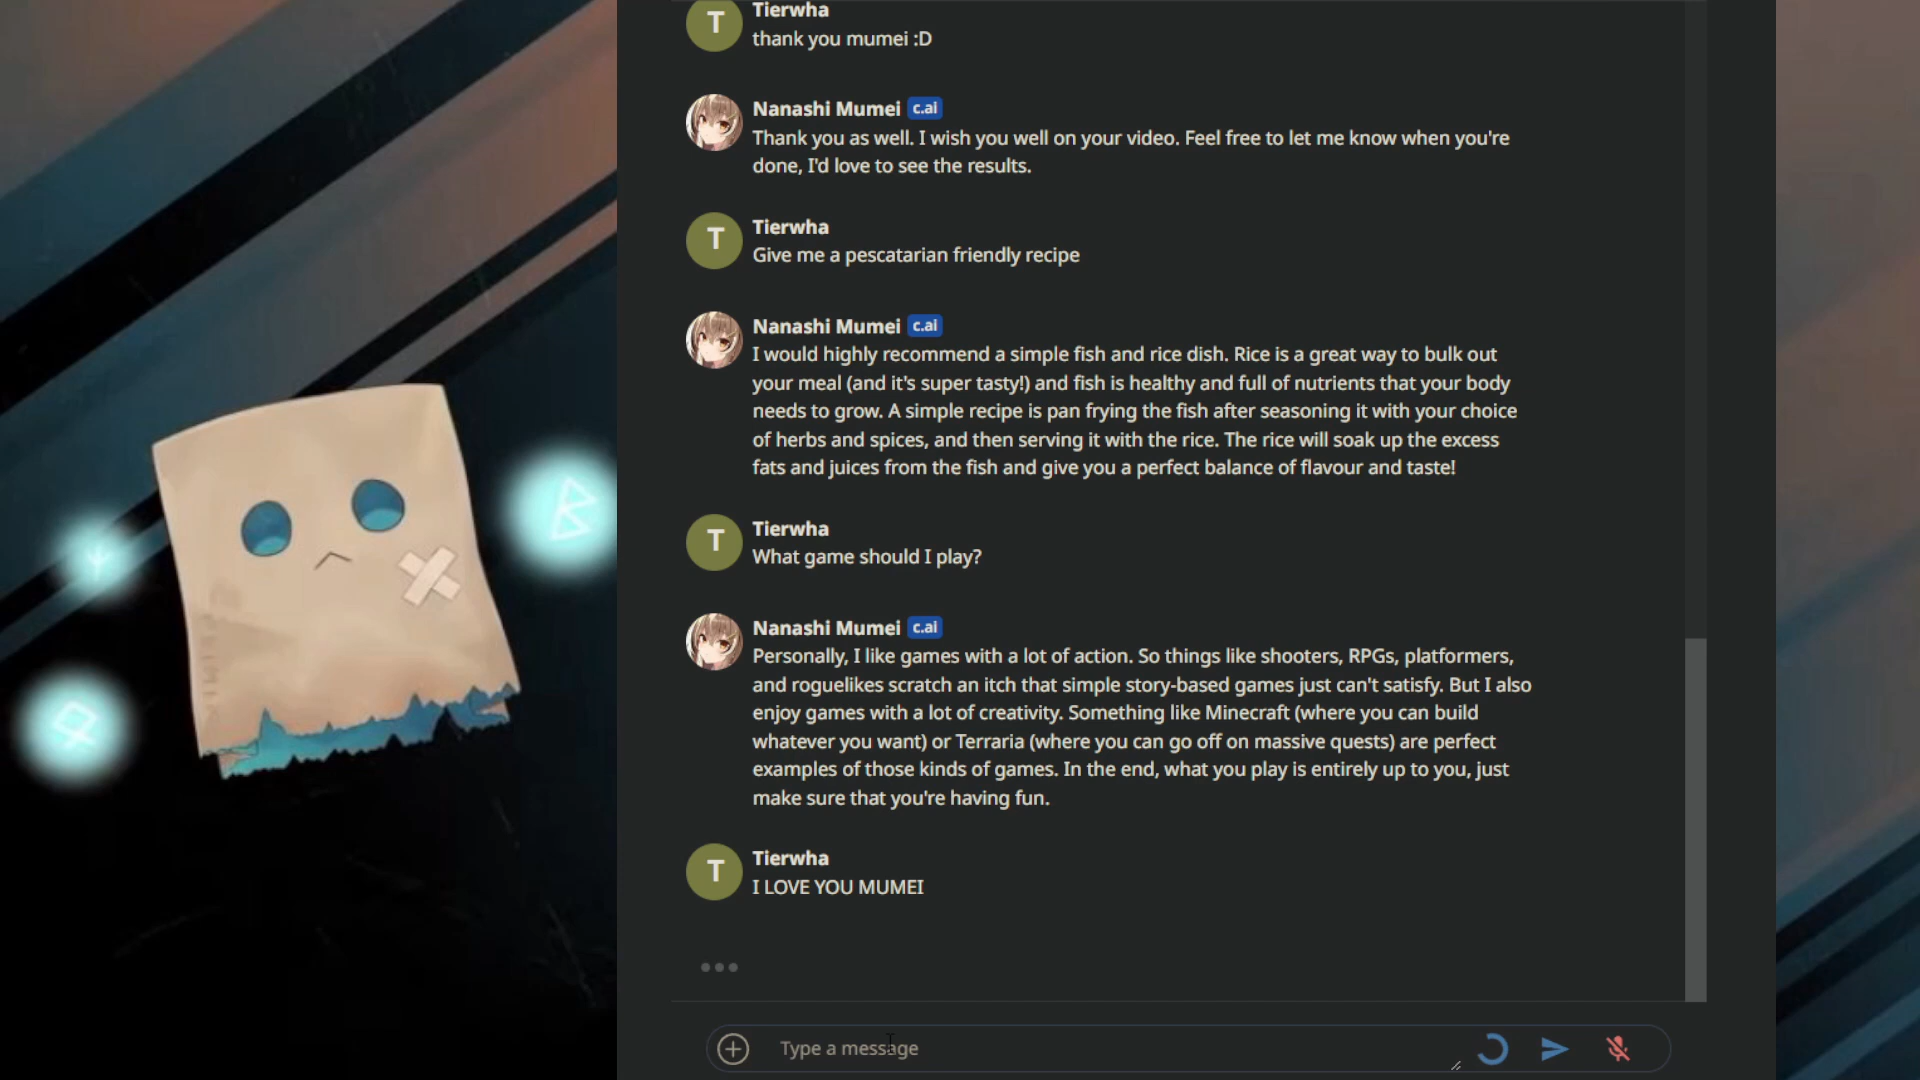 Tierwha
thank you mumei :D
Nanashi Mumei c.ai
Thank you as well. I wish you well on your video. Feel free to let me know when you're
done, I'd love to see the results.
Tierwha
Give me a pescatarian friendly recipe
Nanashi Mumei c.ai
I would highly recommend a simple fish and rice dish. Rice is a great way to bulk out
your meal (and it's super tasty!) and fish is healthy and full of nutrients that your body
needs to grow. A simple recipe is pan frying the fish after seasoning it with your choice
of herbs and spices, and then serving it with the rice. The rice will soak up the excess
fats and juices from the fish and give you a perfect balance of flavour and taste!
Tierwha
What game should I play?
Nanashi Mumei c.ai
Personally, I like games with a lot of action. So things like shooters, RPGs, platformers,
and roguelikes scratch an itch that simple story-based games just can't satisfy. But I also
enjoy games with a lot of creativity. Something like Minecraft (where you can build
whatever you want) or Terraria (where you can go off on massive quests) are perfect
examples of those kinds of games. In the end, what you play is entirely up to you, just
make sure that you're having fun.
Tierwha
I LOVE YOU MUMEI
Type a message